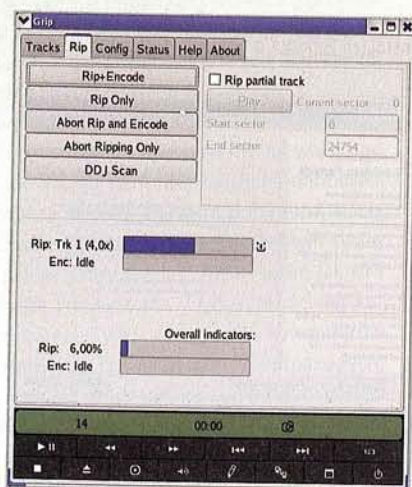 Grip
Tracks Rip Config Status Help About
Rip+Encode
Rip Only
Abort Rip and Encode
Abort Ripping Only
DDJ Scan
Rip partial track
Play Current sector 0
Start sector 0
End sector 24754
Rip: Trk 1 (4,0x)
Enc: Idle
Overall indicators:
Rip: 6,00%
Enc: Idle
14 00:00